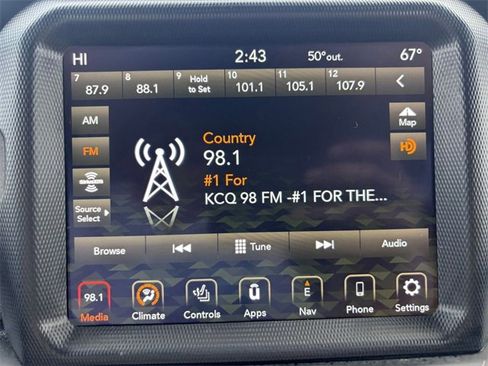 HI 2:43 50°out. 67°
7 8 9 Hold to Set 10 11 12
87.9 88.1 101.1 105.1 107.9
AM
Map
Country
FM
98.1
HD
SIRIUSXM
#1 For
KCQ 98 FM -#1 FOR THE...
Source
Select
Browse Tune Audio
98.1 E
Media Climate Controls Apps Nav Phone Settings